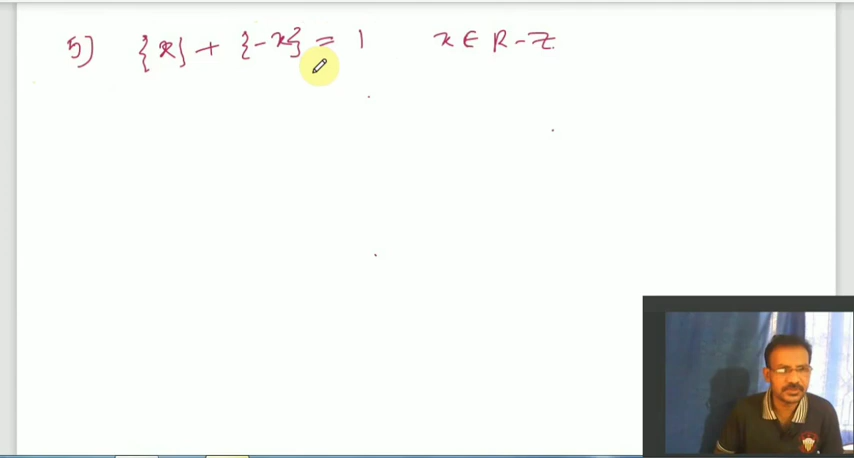 5) {x} + {-x} = 1 x ∈ R - Z